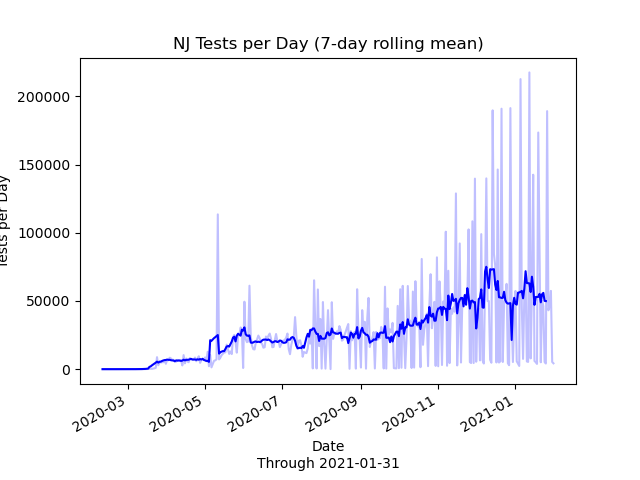 NJ Tests per Day (7-day rolling mean)
200000
150000
100000
50000
0
Tests per Day
2020-03
2020-05
2020-07
2020-09
2020-11
2021-01
Date
Through 2021-01-31